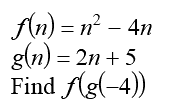 f(n) = n² − 4n
g(n) = 2n + 5
Find f(g(−4))